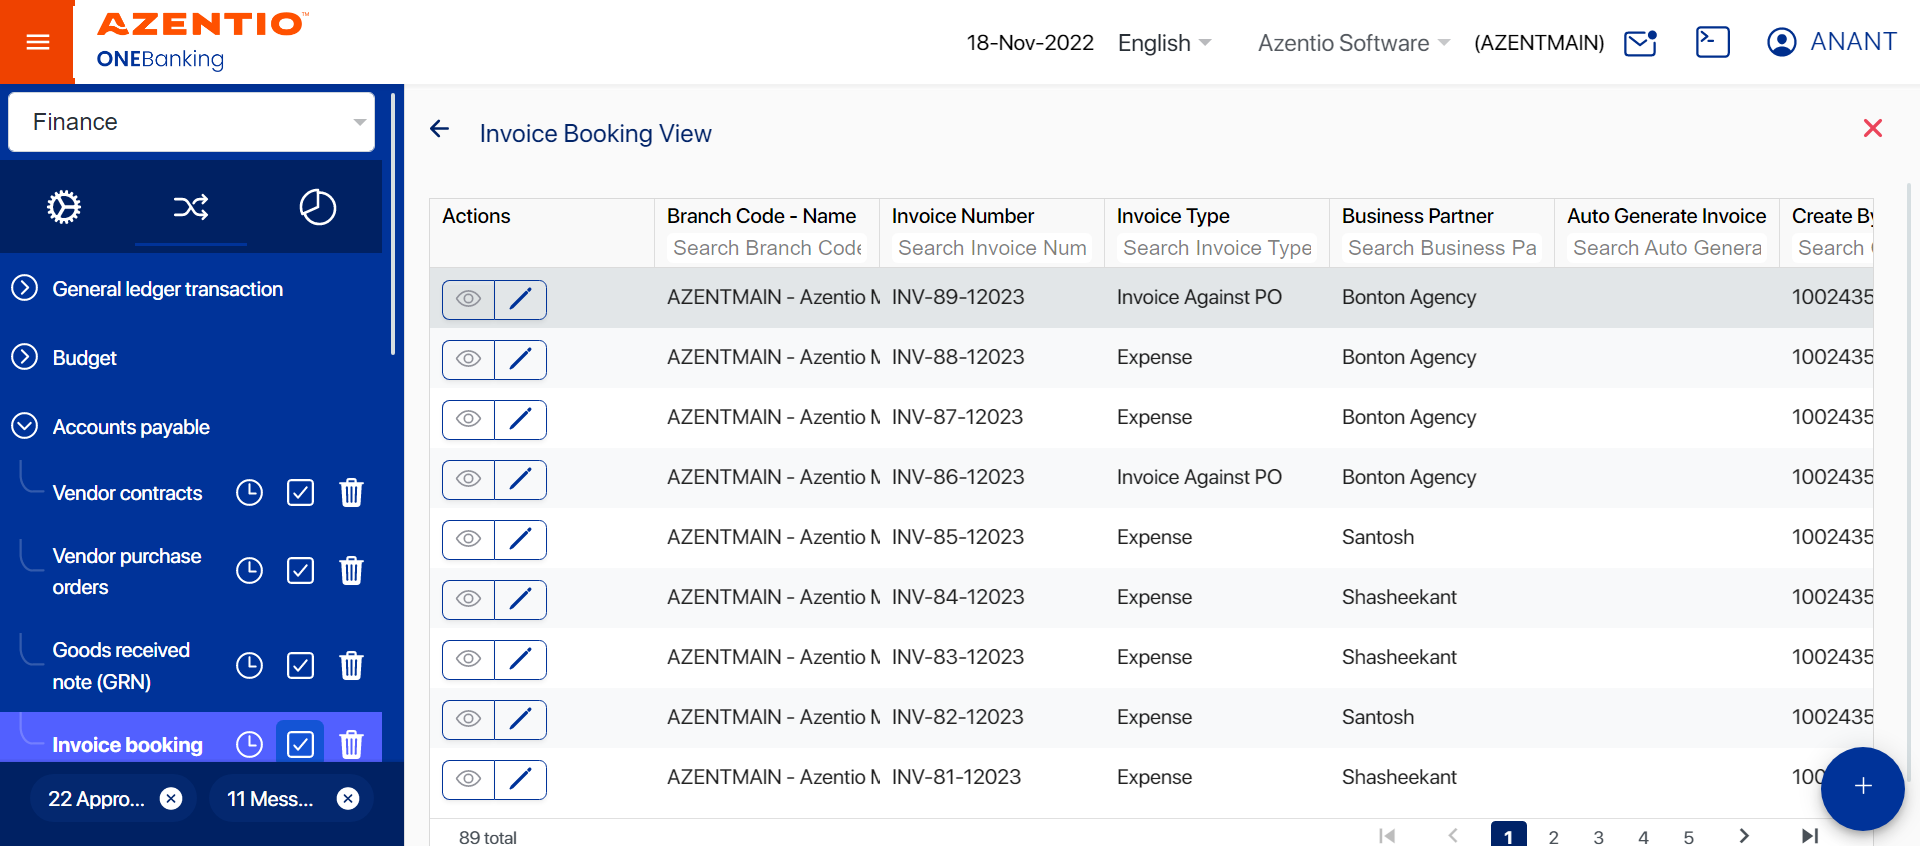 AZENTIO™
ONEBanking
18-Nov-2022 English Azentio Software (AZENTMAIN) ANANT
Finance
General ledger transaction
Budget
Accounts payable
Vendor contracts
Vendor purchase
orders
Goods received
note (GRN)
Invoice booking
22 Appro...
11 Mess...
Invoice Booking View
Actions Branch Code - Name Invoice Number Invoice Type Business Partner Auto Generate Invoice Create By
Search Branch Code Search Invoice Num Search Invoice Type Search Business Pa Search Auto Genera Search
AZENTMAIN - Azentio M INV-89-12023 Invoice Against PO Bonton Agency 1002435
AZENTMAIN - Azentio M INV-88-12023 Expense Bonton Agency 1002435
AZENTMAIN - Azentio M INV-87-12023 Expense Bonton Agency 1002435
AZENTMAIN - Azentio M INV-86-12023 Invoice Against PO Bonton Agency 1002435
AZENTMAIN - Azentio M INV-85-12023 Expense Santosh 1002435
AZENTMAIN - Azentio M INV-84-12023 Expense Shasheekant 1002435
AZENTMAIN - Azentio M INV-83-12023 Expense Shasheekant 1002435
AZENTMAIN - Azentio M INV-82-12023 Expense Santosh 1002435
AZENTMAIN - Azentio M INV-81-12023 Expense Shasheekant 100
89 total 1 2 3 4 5